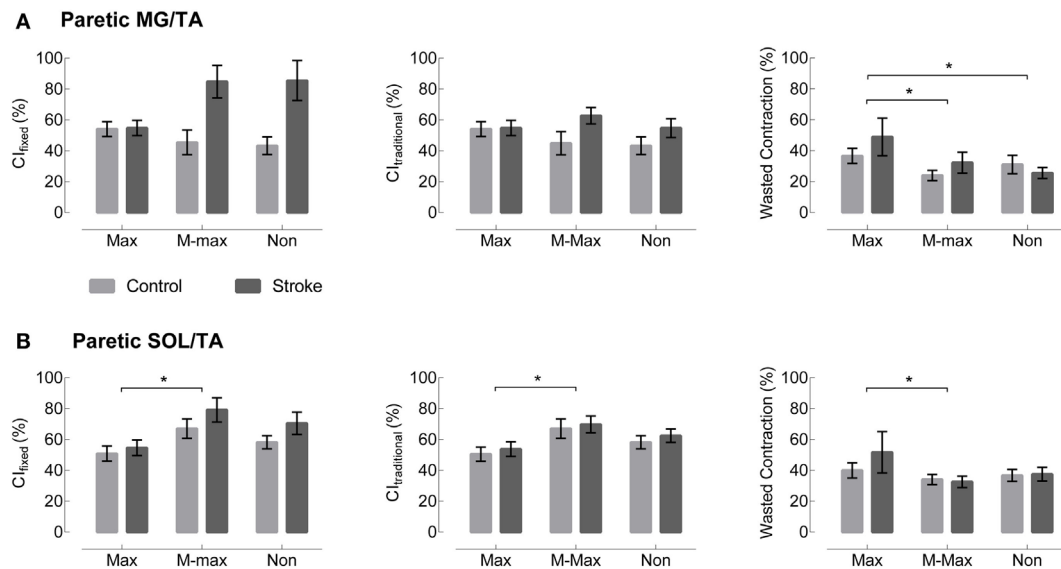 A Paretic MG/TA
CIfixed (%)
100
80
60
40
20
0
Max M-max Non
CItraditional (%)
100
80
60
40
20
0
Max M-Max Non
Wasted Contraction (%)
100
80
60
40
20
0
*
*
Max M-max Non
Control Stroke
B Paretic SOL/TA
CIfixed (%)
100
80
60
40
20
0
*
Max M-max Non
CItraditional (%)
100
80
60
40
20
0
*
Max M-Max Non
Wasted Contraction (%)
100
80
60
40
20
0
*
Max M-Max Non